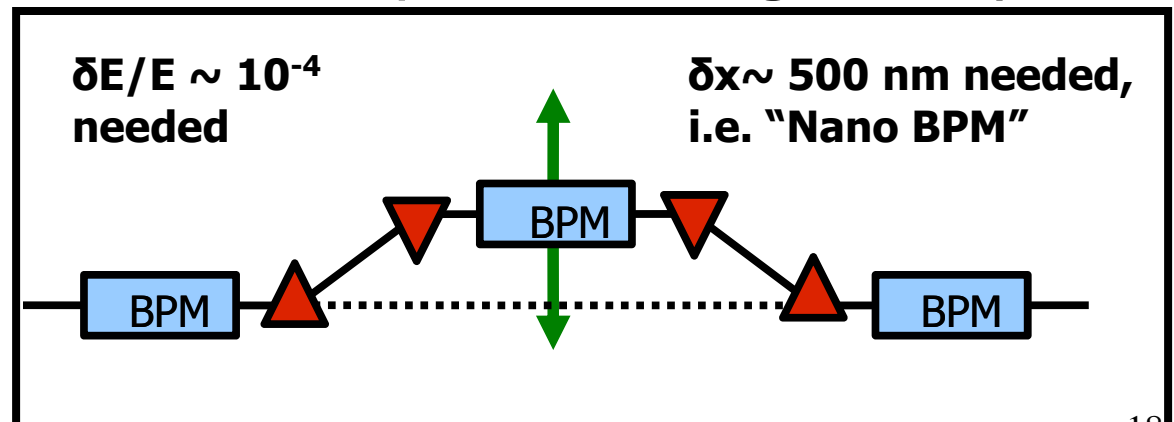 δE/E ~ 10⁻⁴
needed
δx~ 500 nm needed,
i.e. “Nano BPM”
BPM
BPM
BPM